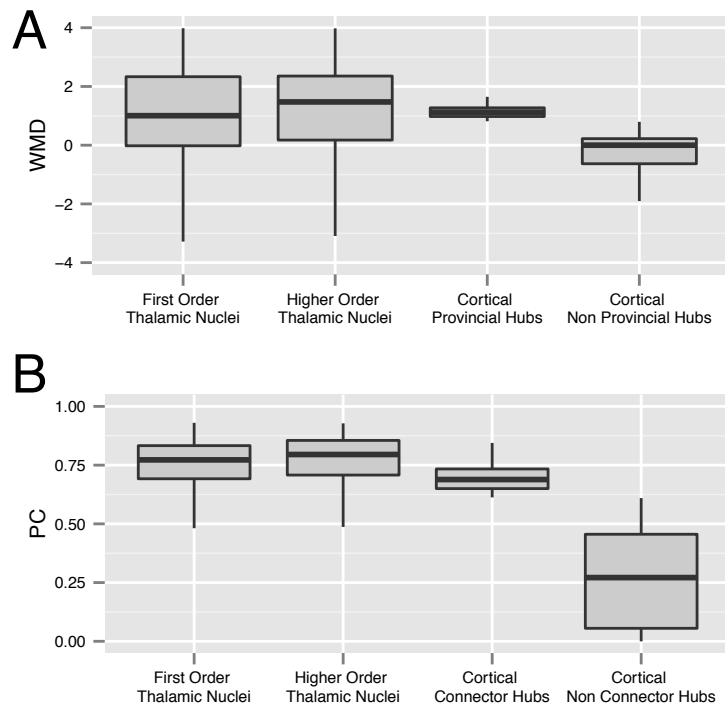 A
WMD
4
2
0
−2
−4
First Order
Thalamic Nuclei
Higher Order
Thalamic Nuclei
Cortical
Provincial Hubs
Cortical
Non Provincial Hubs
B
PC
1.00
0.75
0.50
0.25
0.00
First Order
Thalamic Nuclei
Higher Order
Thalamic Nuclei
Cortical
Connector Hubs
Cortical
Non Connector Hubs